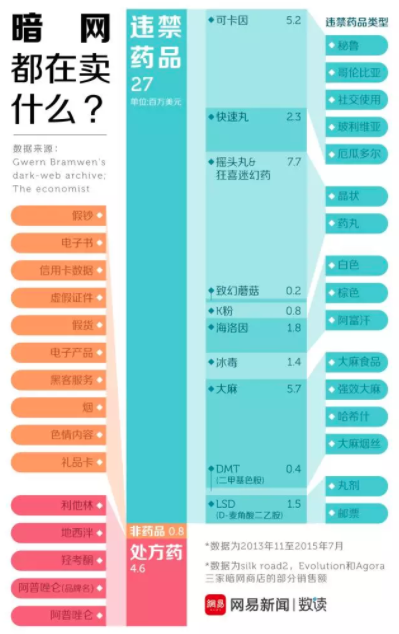 暗网
都在卖
什么？
数据来源：
Gwern Bramwen's
dark-web archive;
The economist
假钞
电子书
信用卡数据
虚假证件
假货
电子产品
黑客服务
烟
色情内容
礼品卡
利他林
地西泮
羟考酮
阿普唑仑(品牌名)
阿普唑仑
违禁
药品
27
单位:百万美元
非药品 0.8
处方药
4.6
可卡因 5.2
快速丸 2.3
摇头丸&
狂喜迷幻药 7.7
致幻蘑菇 0.2
K粉 0.8
海洛因 1.8
冰毒 1.4
大麻 5.7
DMT 0.4
(二甲基色胺)
LSD 1.5
(D-麦角酸二乙胺)
违禁药品类型
秘鲁
哥伦比亚
社交使用
玻利维亚
厄瓜多尔
晶状
药丸
白色
棕色
阿富汗
大麻食品
强效大麻
哈希什
大麻烟丝
丸剂
邮票
*数据为2013年11至2015年7月
*数据为silk road2，Evolution和Agora
三家暗网商店的部分销售额
网易 网易新闻 | 数读